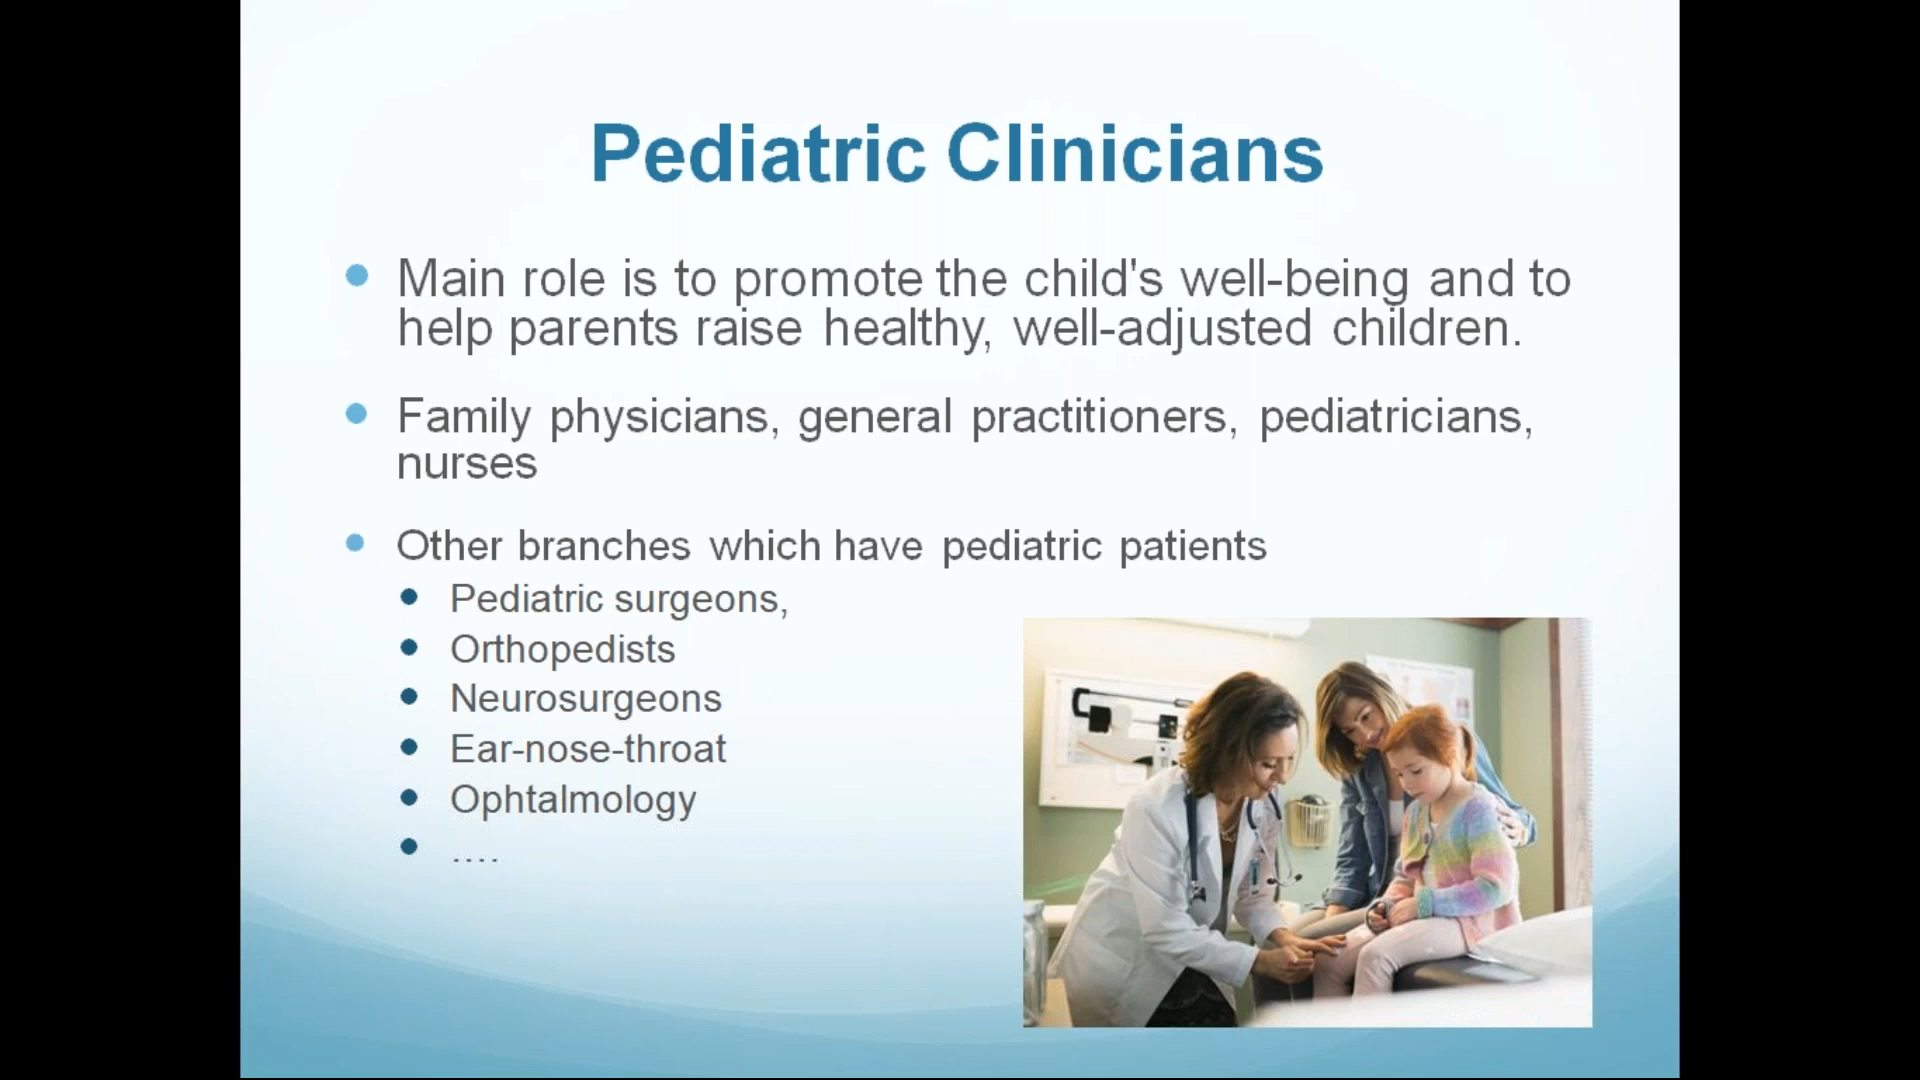 Pediatric Clinicians
Main role is to promote the child's well-being and to
help parents raise healthy, well-adjusted children.
Family physicians, general practitioners, pediatricians,
nurses
Other branches which have pediatric patients
Pediatric surgeons,
Orthopedists
Neurosurgeons
Ear-nose-throat
Ophtalmology
....